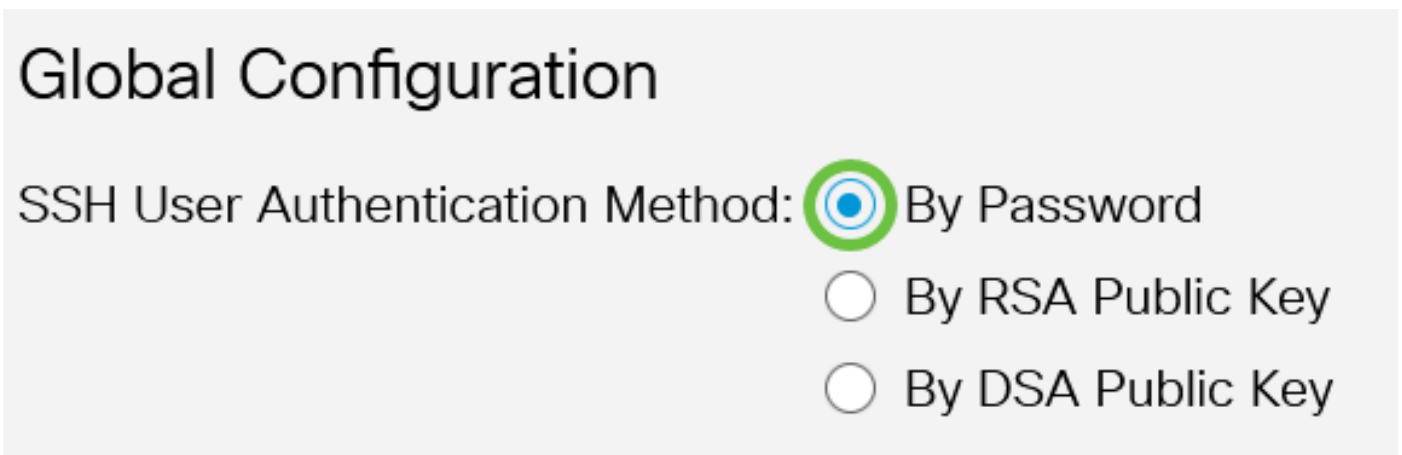 Global Configuration
SSH User Authentication Method: By Password
By RSA Public Key
By DSA Public Key